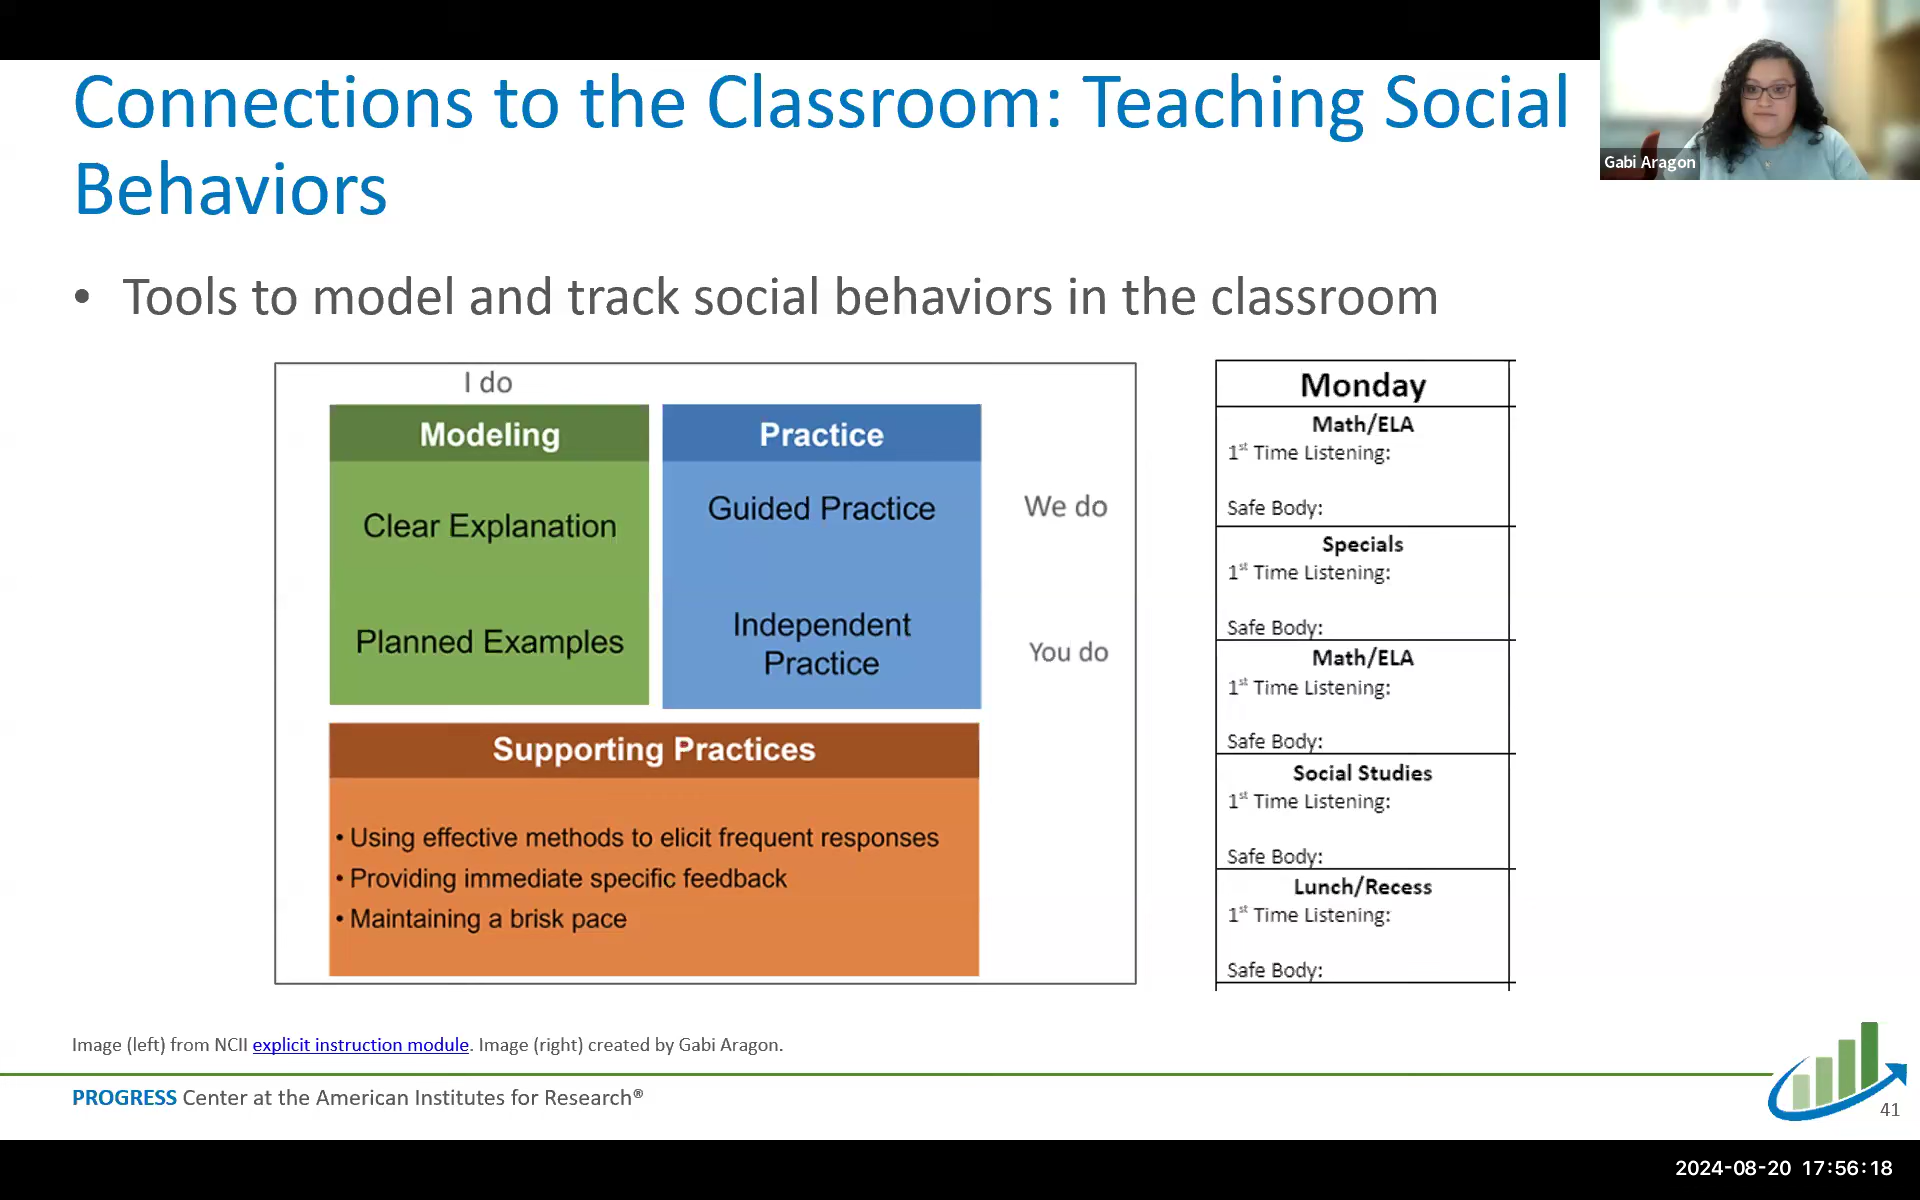 Connections to the Classroom: Teaching Social
Behaviors
Gabi Aragon
• Tools to model and track social behaviors in the classroom
I do
Modeling
Clear Explanation
Planned Examples
Practice
Guided Practice
Independent
Practice
We do
You do
Supporting Practices
• Using effective methods to elicit frequent responses
• Providing immediate specific feedback
• Maintaining a brisk pace
Monday
Math/ELA
1st Time Listening:
Safe Body:
Specials
1st Time Listening:
Safe Body:
Math/ELA
1st Time Listening:
Safe Body:
Social Studies
1st Time Listening:
Safe Body:
Lunch/Recess
1st Time Listening:
Safe Body:
Image (left) from NCII explicit instruction module. Image (right) created by Gabi Aragon.
PROGRESS Center at the American Institutes for Research®
41
2024-08-20 17:56:18